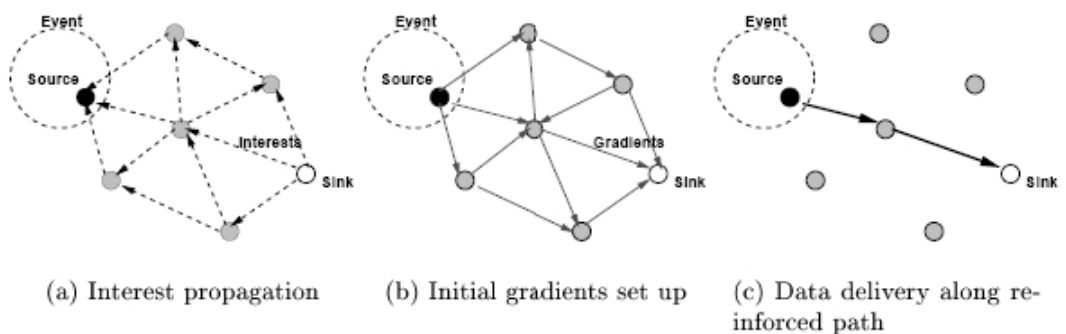 Event
Source
Interests
Sink
(a) Interest propagation
Event
Source
Gradients
Sink
(b) Initial gradients set up
Event
Source
Sink
(c) Data delivery along re-
inforced path